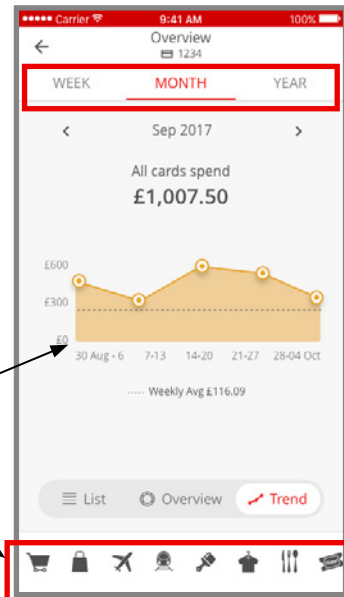 Carrier 9:41 AM 100%
Overview
1234
WEEK MONTH YEAR
Sep 2017
All cards spend
£1,007.50
£600
£300
£0
30 Aug - 6 7-13 14-20 21-27 28-04 Oct
Weekly Avg £116.09
List Overview Trend